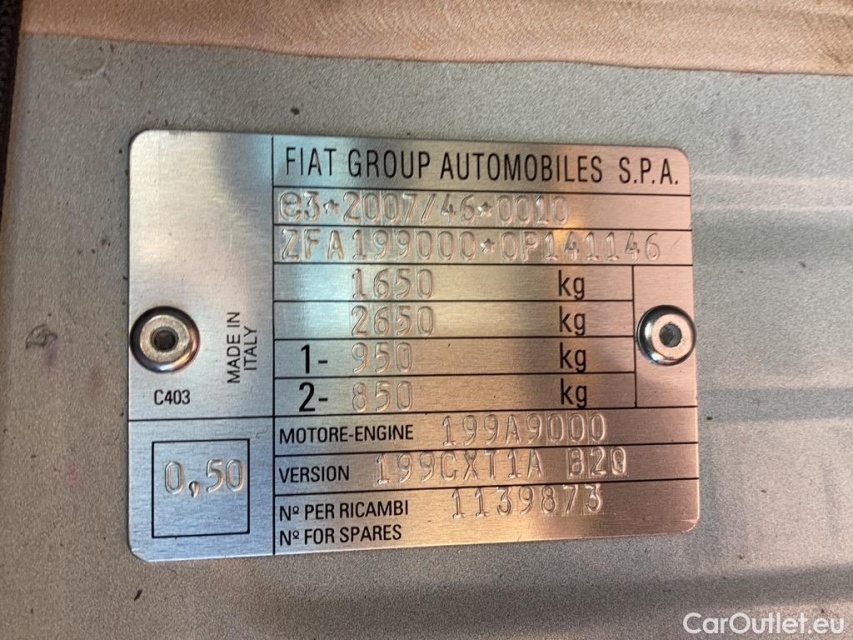 FIAT GROUP AUTOMOBILES S.P.A.
e3*2007/46*0010
ZFA199000*0P141146
1650 kg
2650 kg
1- 950 kg
2- 850 kg
MADE IN
ITALY
C403
MOTORE-ENGINE 199A9000
VERSION 199CXT1A B20
0,50
Nº PER RICAMBI 1139873
Nº FOR SPARES
CarOutlet.eu